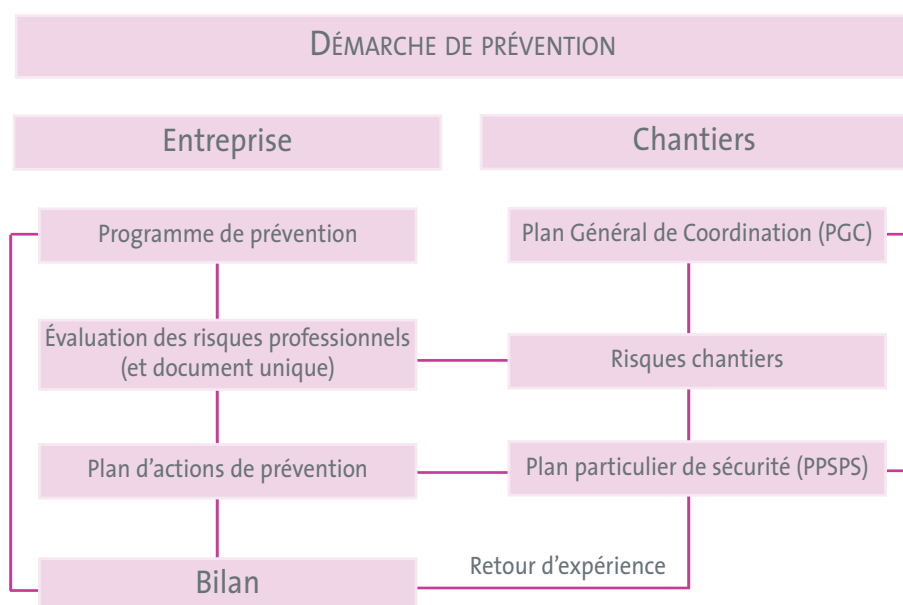 DÉMARCHE DE PRÉVENTION
Entreprise
Chantiers
Programme de prévention
Plan Général de Coordination (PGC)
Évaluation des risques professionnels
(et document unique)
Risques chantiers
Plan d’actions de prévention
Plan particulier de sécurité (PPSPS)
Bilan
Retour d’expérience